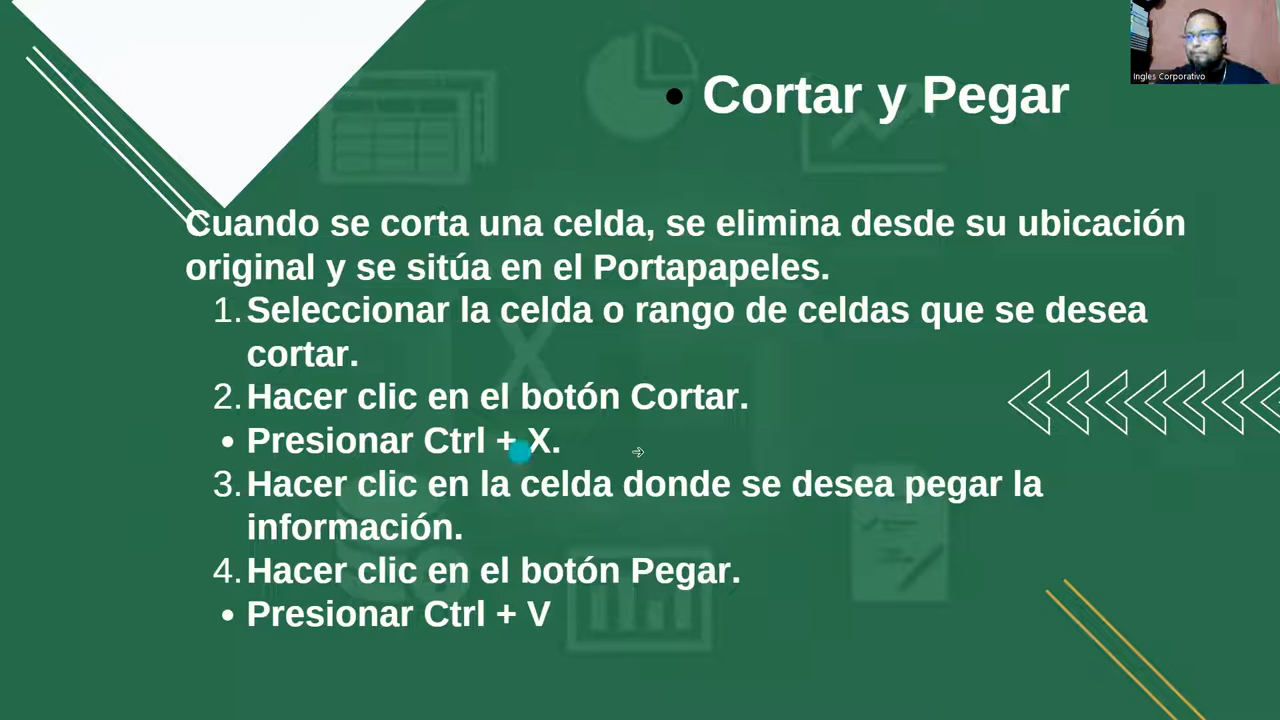 Ingles Corporativo
• Cortar y Pegar
Cuando se corta una celda, se elimina desde su ubicación
original y se sitúa en el Portapapeles.
1. Seleccionar la celda o rango de celdas que se desea
cortar.
2. Hacer clic en el botón Cortar.
• Presionar Ctrl + X.
3. Hacer clic en la celda donde se desea pegar la
información.
4. Hacer clic en el botón Pegar.
• Presionar Ctrl + V